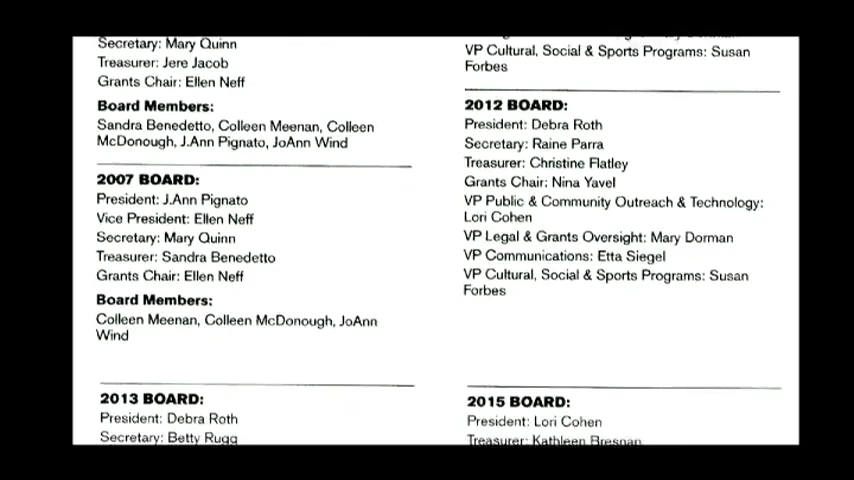 Secretary: Mary Quinn
Treasurer: Jere Jacob
Grants Chair: Ellen Neff
Board Members:
Sandra Benedetto, Colleen Meenan, Colleen
McDonough, J.Ann Pignato, JoAnn Wind
2007 BOARD:
President: J.Ann Pignato
Vice President: Ellen Neff
Secretary: Mary Quinn
Treasurer: Sandra Benedetto
Grants Chair: Ellen Neff
Board Members:
Colleen Meenan, Colleen McDonough, JoAnn
Wind
2013 BOARD:
President: Debra Roth
Secretary: Betty Rugg
VP Cultural, Social & Sports Programs: Susan
Forbes
2012 BOARD:
President: Debra Roth
Secretary: Raine Parra
Treasurer: Christine Flatley
Grants Chair: Nina Yavel
VP Public & Community Outreach & Technology:
Lori Cohen
VP Legal & Grants Oversight: Mary Dorman
VP Communications: Etta Siegel
VP Cultural, Social & Sports Programs: Susan
Forbes
2015 BOARD:
President: Lori Cohen
Treasurer: Kathleen Bresnan